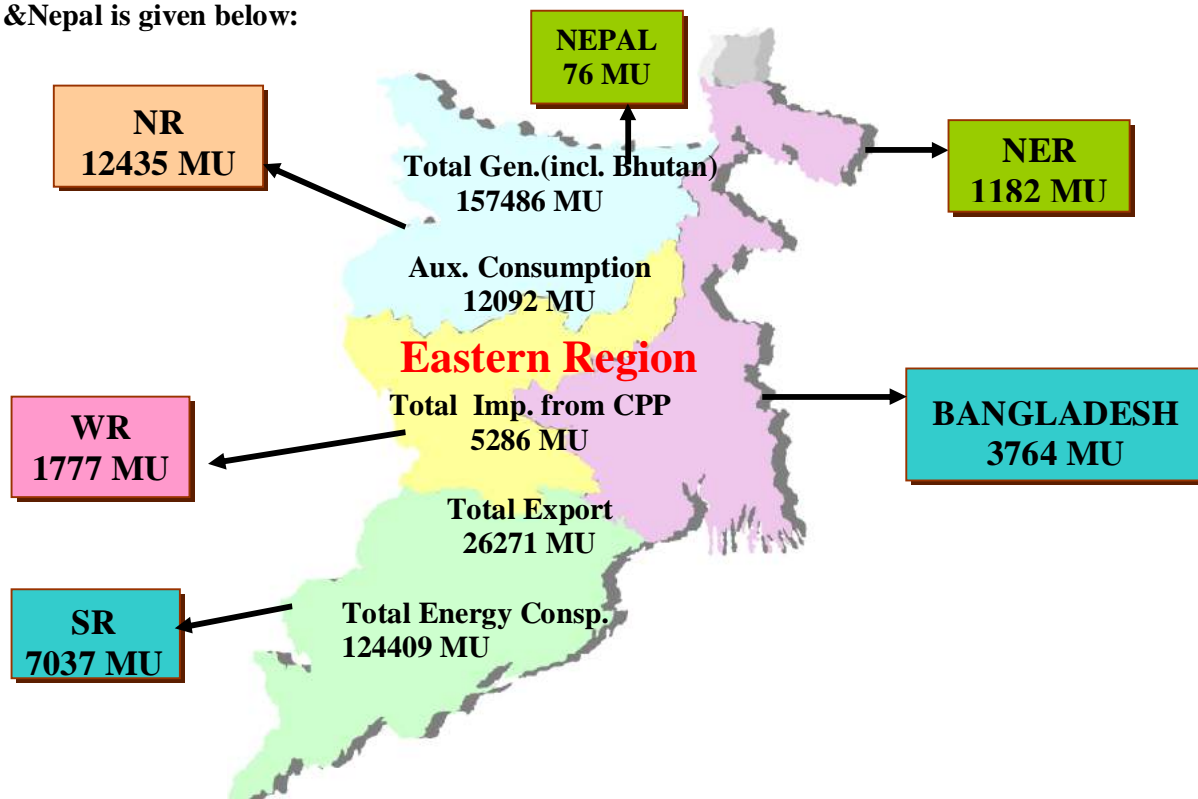 &Nepal is given below:
NEPAL
76 MU
NR
12435 MU
NER
1182 MU
Total Gen.(incl. Bhutan)
157486 MU
Aux. Consumption
12092 MU
Eastern Region
Total Imp. from CPP
5286 MU
WR
1777 MU
BANGLADESH
3764 MU
Total Export
26271 MU
SR
7037 MU
Total Energy Consp.
124409 MU